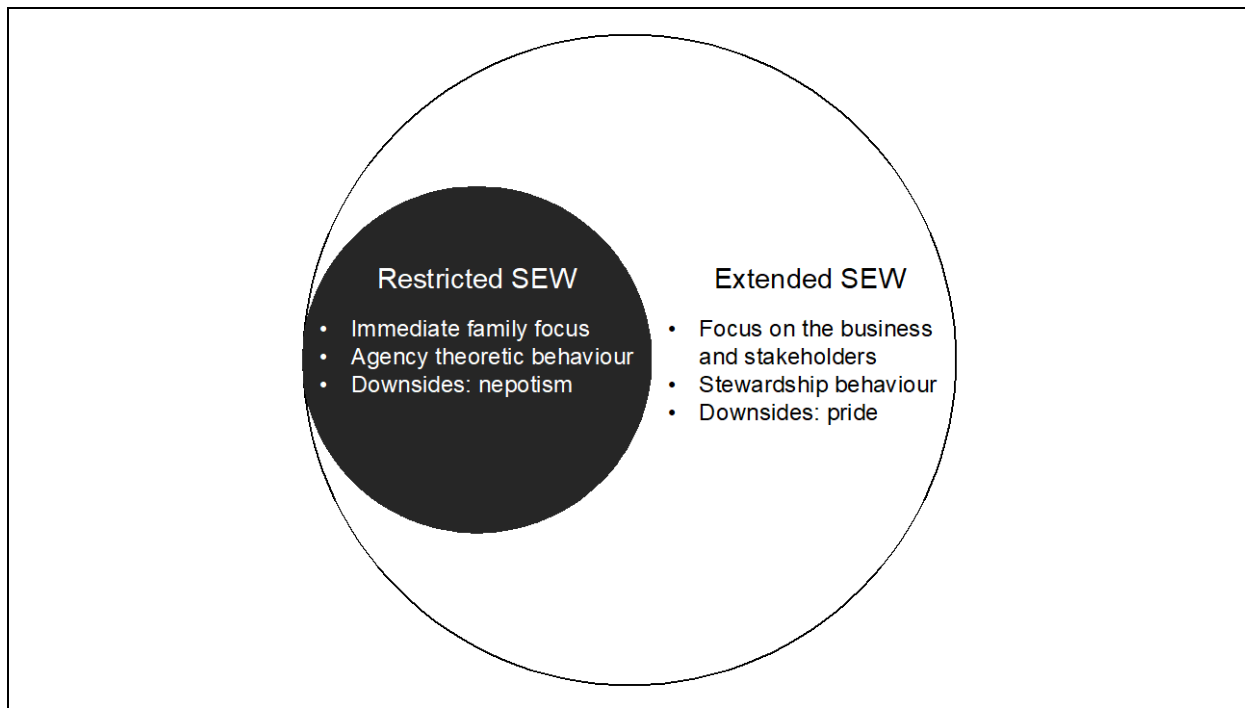 Restricted SEW
• Immediate family focus
• Agency theoretic behaviour
• Downsides: nepotism
Extended SEW
• Focus on the business
and stakeholders
• Stewardship behaviour
• Downsides: pride